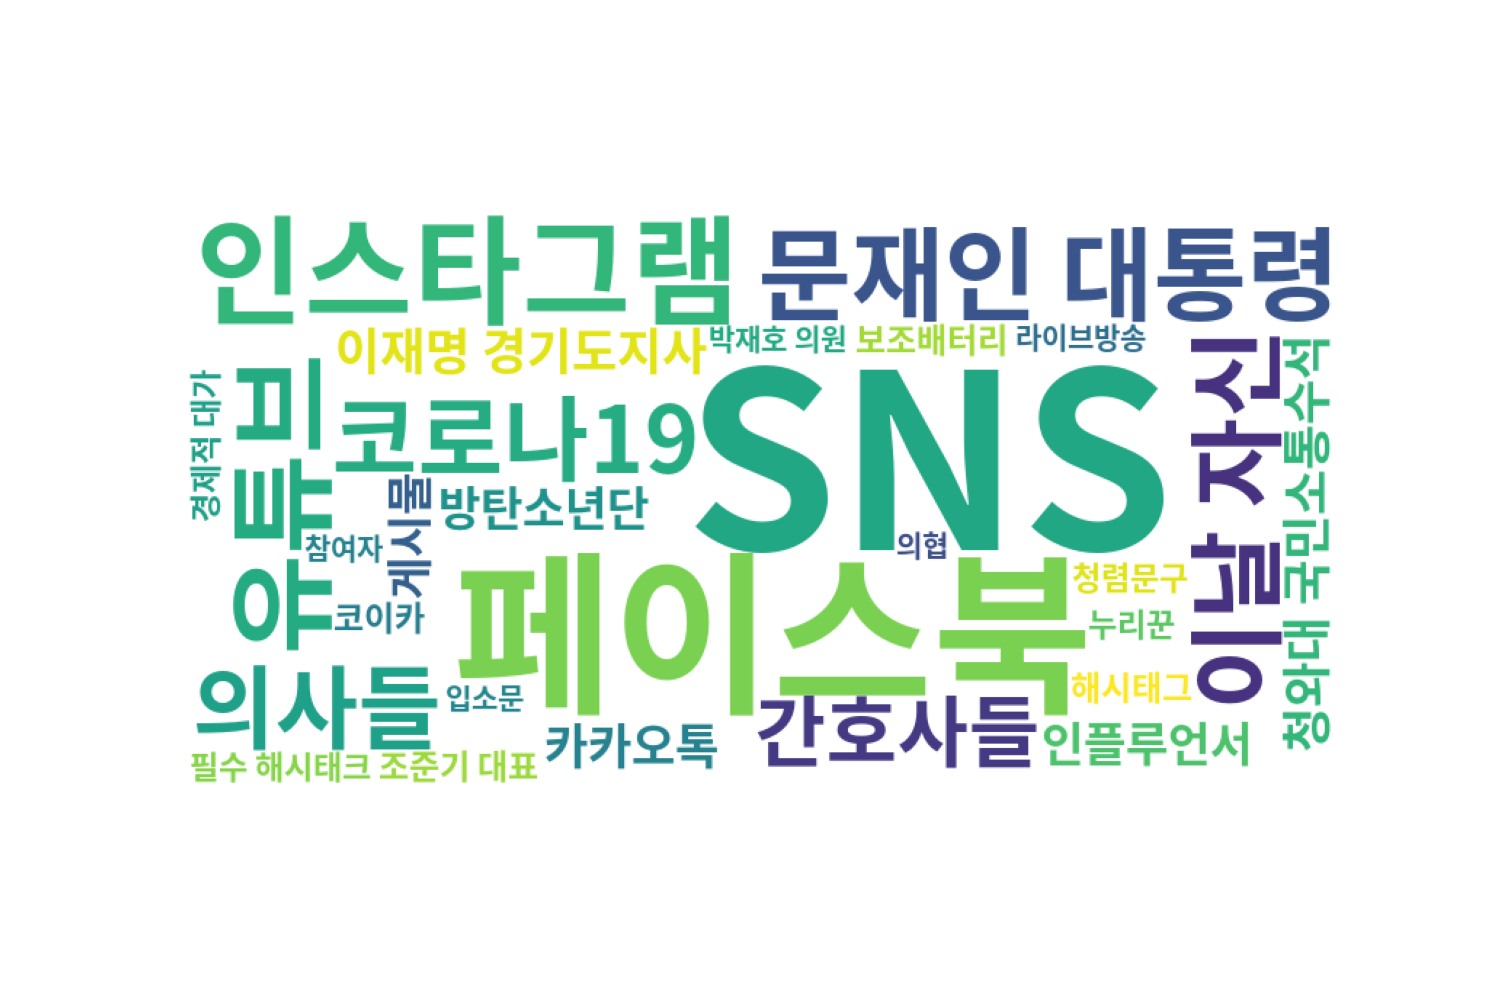 인스타그램
문재인 대통령
이재명 경기도지사
박재호 의원
보조배터리
라이브방송
경제적 대가
유튜브
코로나19
SNS
이날 자신
청와대 국민소통수석
게시물
방탄소년단
참여자
의협
코이카
페이스북
청렴문구
누리꾼
의사들
입소문
해시태그
카카오톡
간호사들
인플루언서
필수 해시태크
조준기 대표